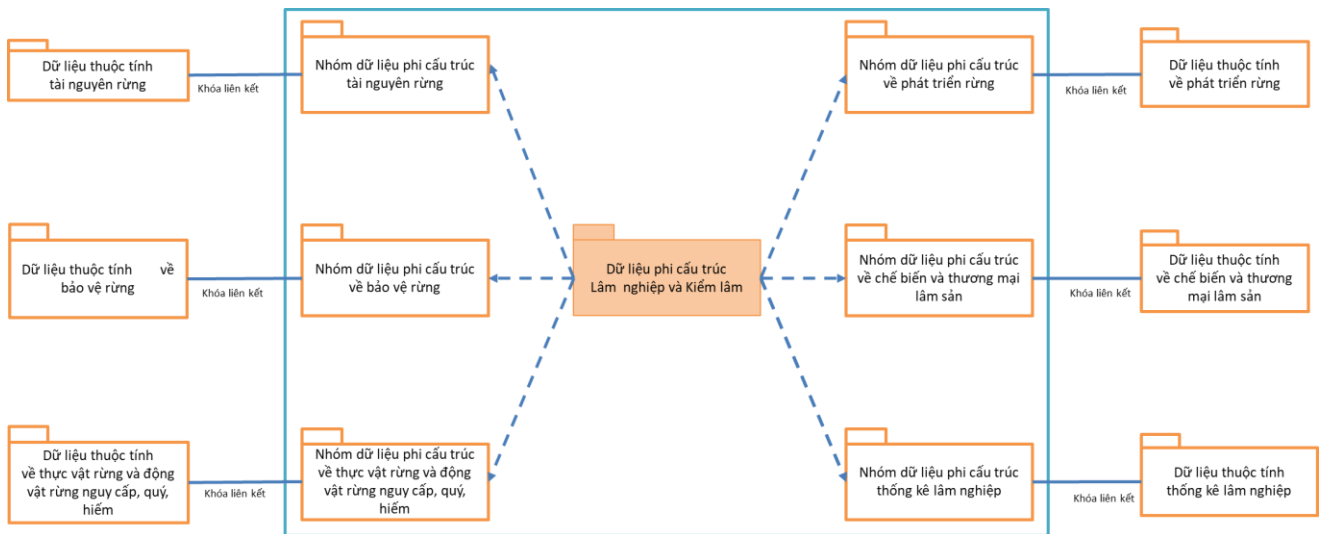 Dữ liệu thuộc tính
tài nguyên rừng
Khóa liên kết
Nhóm dữ liệu phi cấu trúc
tài nguyên rừng
Nhóm dữ liệu phi cấu trúc
về phát triển rừng
Khóa liên kết
Dữ liệu thuộc tính
về phát triển rừng
Dữ liệu thuộc tính về
bảo vệ rừng
Khóa liên kết
Nhóm dữ liệu phi cấu trúc
về bảo vệ rừng
Dữ liệu phi cấu trúc
Lâm nghiệp và Kiểm lâm
Nhóm dữ liệu phi cấu trúc
về chế biến và thương mại
lâm sản
Khóa liên kết
Dữ liệu thuộc tính
về chế biến và thương
mại lâm sản
Dữ liệu thuộc tính
về thực vật rừng và động
vật rừng nguy cấp, quý,
hiếm
Khóa liên kết
Nhóm dữ liệu phi cấu trúc
về thực vật rừng và động
vật rừng nguy cấp, quý,
hiếm
Nhóm dữ liệu phi cấu trúc
thống kê lâm nghiệp
Khóa liên kết
Dữ liệu thuộc tính
thống kê lâm nghiệp